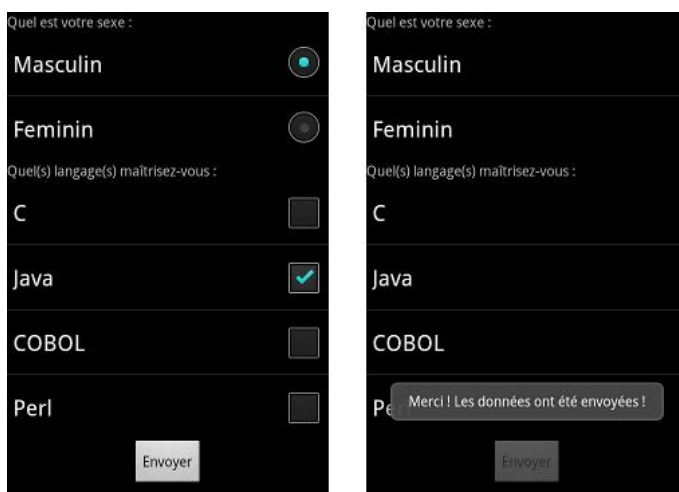 Quel est votre sexe :
Masculin
Feminin
Quel(s) langage(s) maîtrisez-vous :
C
Java
COBOL
Perl
Envoyer
Quel est votre sexe :
Masculin
Feminin
Quel(s) langage(s) maîtrisez-vous :
C
Java
COBOL
Pe
Merci ! Les données ont été envoyées !
Envoyer